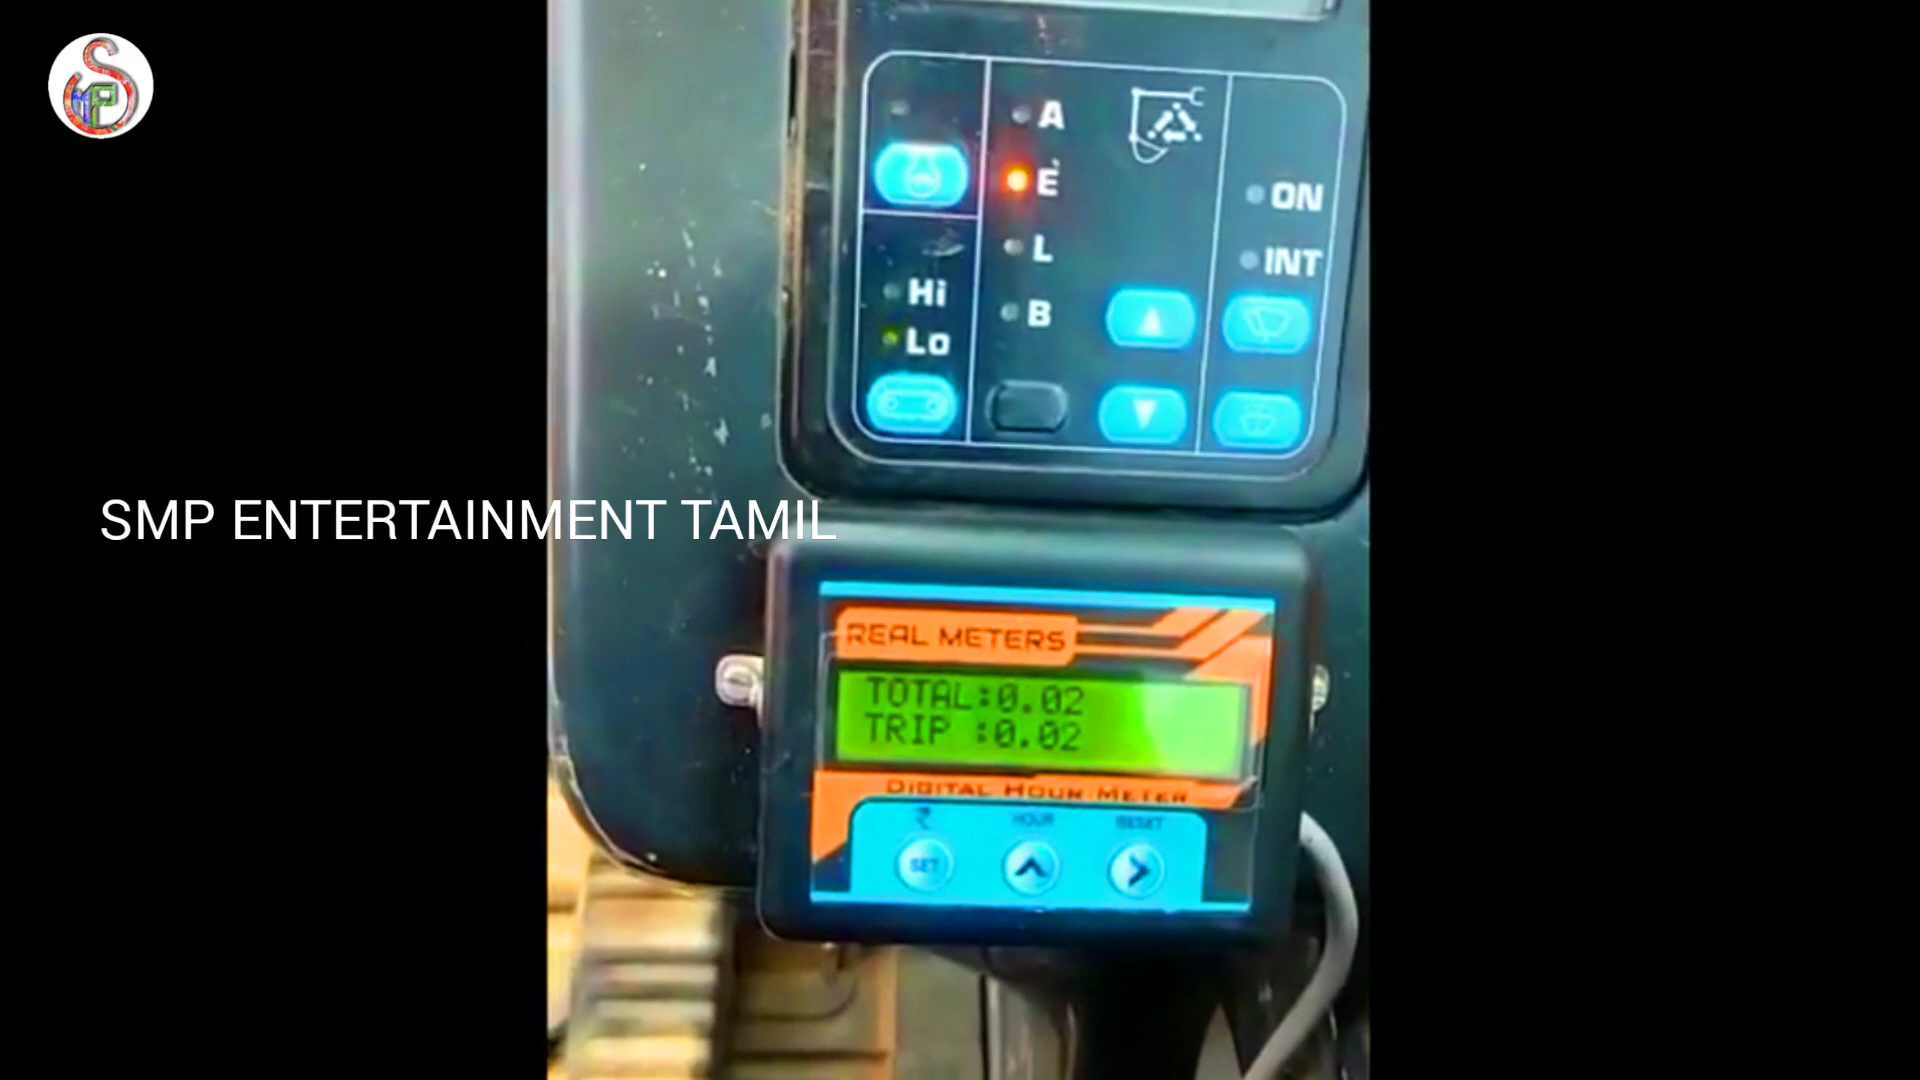 A
E
ON
L
INT
Hi
B
Lo
SMP ENTERTAINMENT TAMIL
REAL METERS
TOTAL:0.02
TRIP :0.02
DIGITAL HOUR METER
₹ HOUR RESET
SET